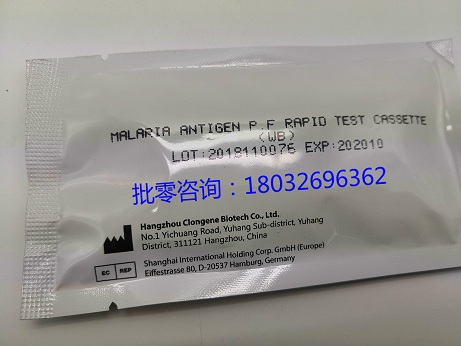 MALARIA ANTIGEN P.F RAPID TEST CASSETTE
(WB)
LOT:2018110076 EXP:202010
批零咨询：18032696362
Hangzhou Clongene Biotech Co., Ltd.
No.1 Yichuang Road, Yuhang Sub-district, Yuhang
District, 311121 Hangzhou, China
EC REP
Shanghai International Holding Corp. GmbH (Europe)
Eiffestrasse 80, D-20537 Hamburg, Germany